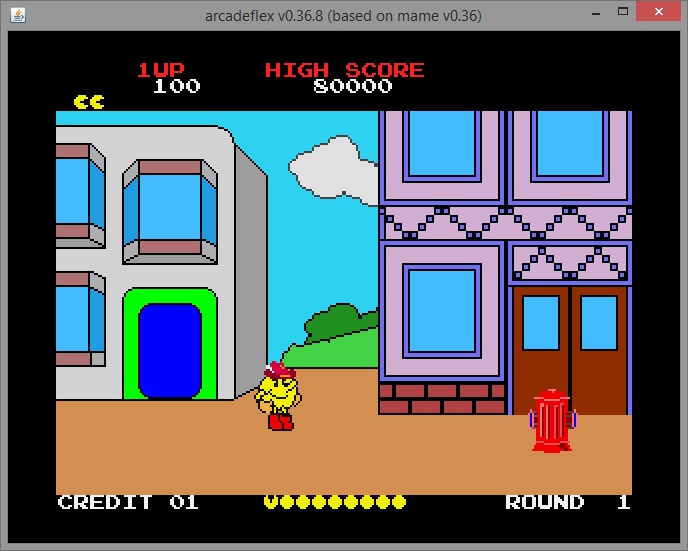 arcadeflex v0.36.8 (based on mame v0.36)
1UP HIGH SCORE
100 80000
CREDIT 01 ROUND 1